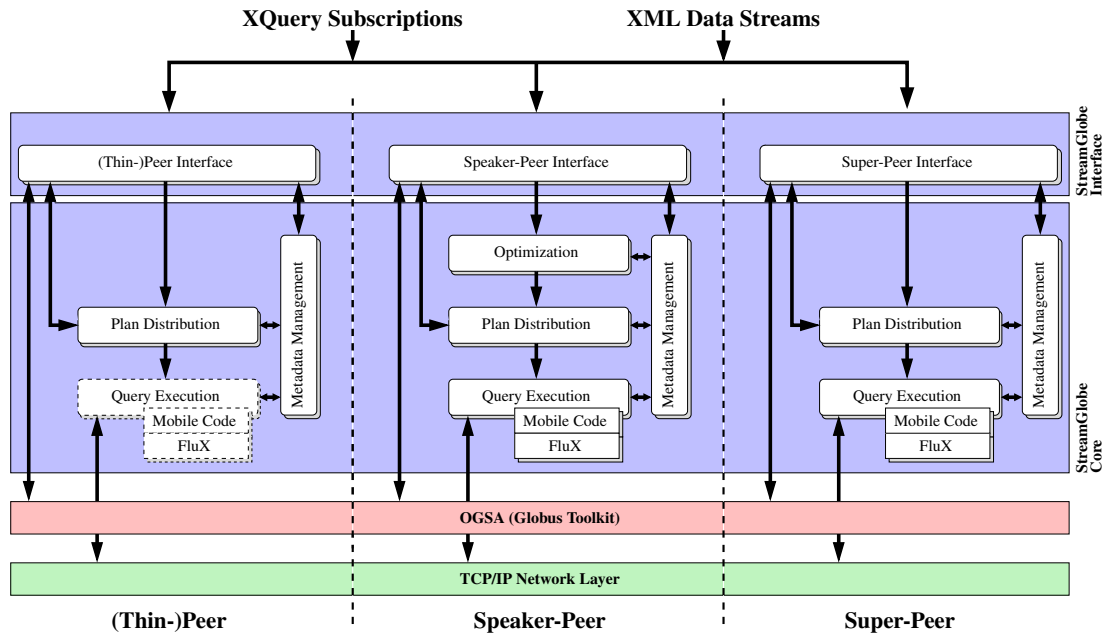 XQuery Subscriptions
XML Data Streams
(Thin-)Peer Interface
Speaker-Peer Interface
Super-Peer Interface
StreamGlobe
Interface
Optimization
Plan Distribution
Metadata Management
Plan Distribution
Metadata Management
Plan Distribution
Metadata Management
Query Execution
Mobile Code
FluX
Query Execution
Mobile Code
FluX
Query Execution
Mobile Code
FluX
StreamGlobe
Core
OGSA (Globus Toolkit)
TCP/IP Network Layer
(Thin-)Peer
Speaker-Peer
Super-Peer